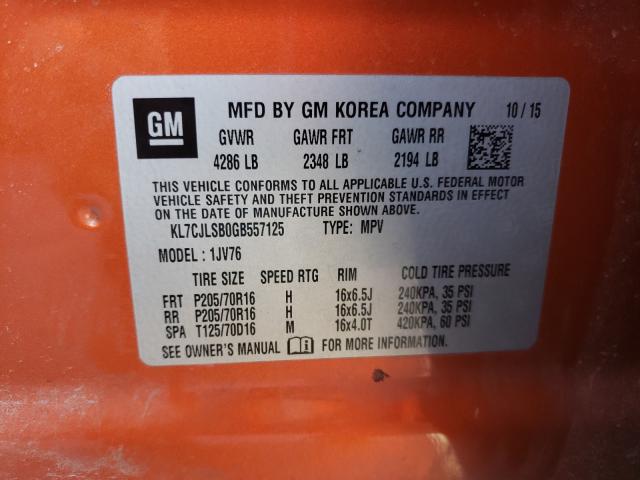 GM MFD BY GM KOREA COMPANY 10 / 15
GVWR GAWR FRT GAWR RR
4286 LB 2348 LB 2194 LB
THIS VEHICLE CONFORMS TO ALL APPLICABLE U.S. FEDERAL MOTOR
VEHICLE SAFETY AND THEFT PREVENTION STANDARDS IN EFFECT
ON THE DATE OF MANUFACTURE SHOWN ABOVE.
KL7CJLSB0GB557125 TYPE: MPV
MODEL : 1JV76
TIRE SIZE SPEED RTG RIM COLD TIRE PRESSURE
FRT P205/70R16 H 16x6.5J 240KPA, 35 PSI
RR P205/70R16 H 16x6.5J 240KPA, 35 PSI
SPA T125/70D16 M 16x4.0T 420KPA, 60 PSI
SEE OWNER'S MANUAL FOR MORE INFORMATION.